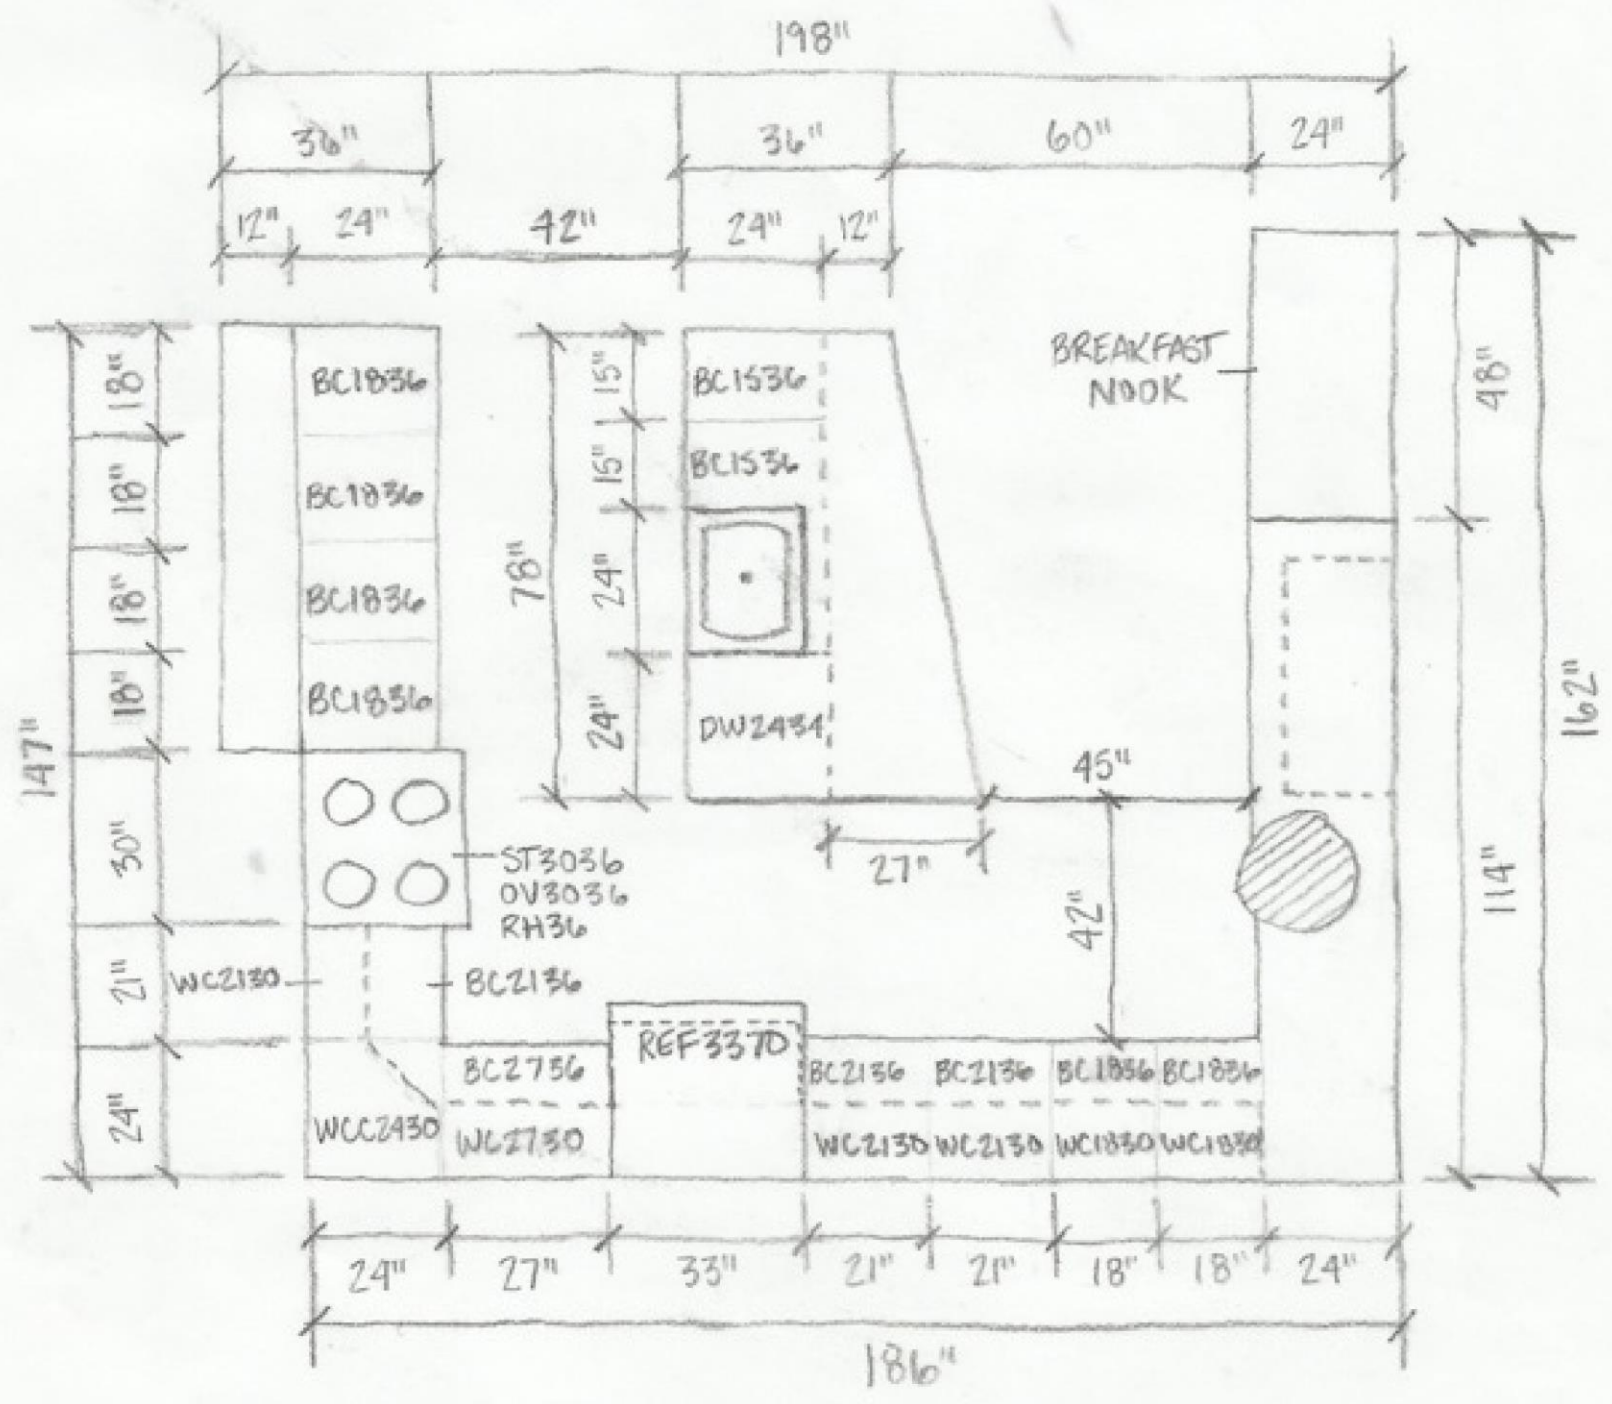 198"
36"
36"
60"
24"
12"
24"
42"
24"
12"
18"
BC1836
15"
BC1536
BREAKFAST
NOOK
48"
18"
BC1836
15"
BC1536
18"
BC1836
78"
24"
18"
BC1836
24"
DW2434
162"
147"
45"
30"
ST3036
OV3036
RH36
27"
42"
114"
21"
WC2130
BC2136
REF3370
BC2736
BC2136
BC2136
BC1836
BC1836
24"
WCC2430
WC2730
WC2130
WC2130
WC1830
WC1830
24"
27"
33"
21"
21"
18"
18"
24"
186"